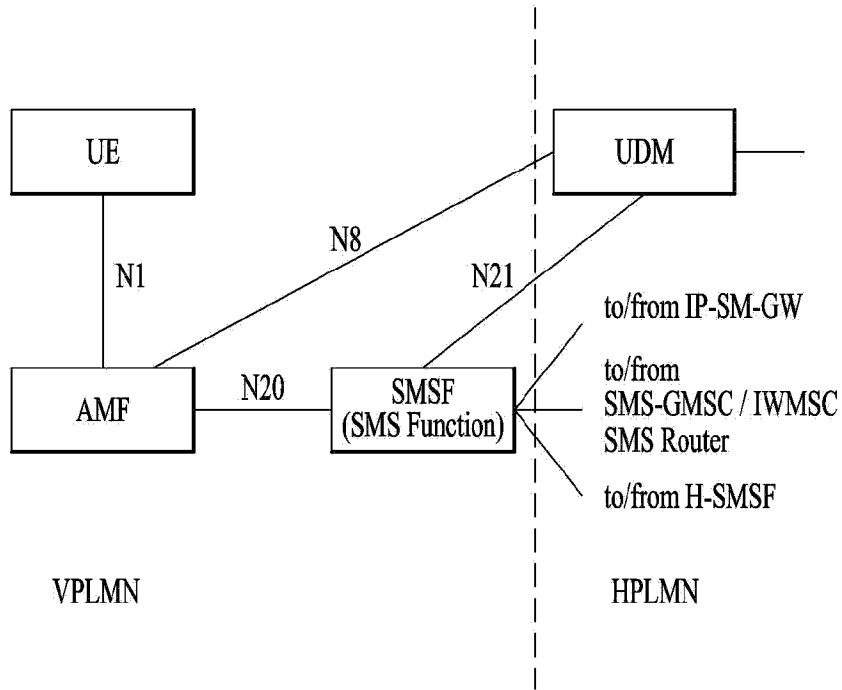 UE
UDM
N8
N1
N21
to/from IP-SM-GW
AMF
N20
SMSF
(SMS Function)
to/from
SMS-GMSC / IWMSC
SMS Router
to/from H-SMSF
VPLMN
HPLMN